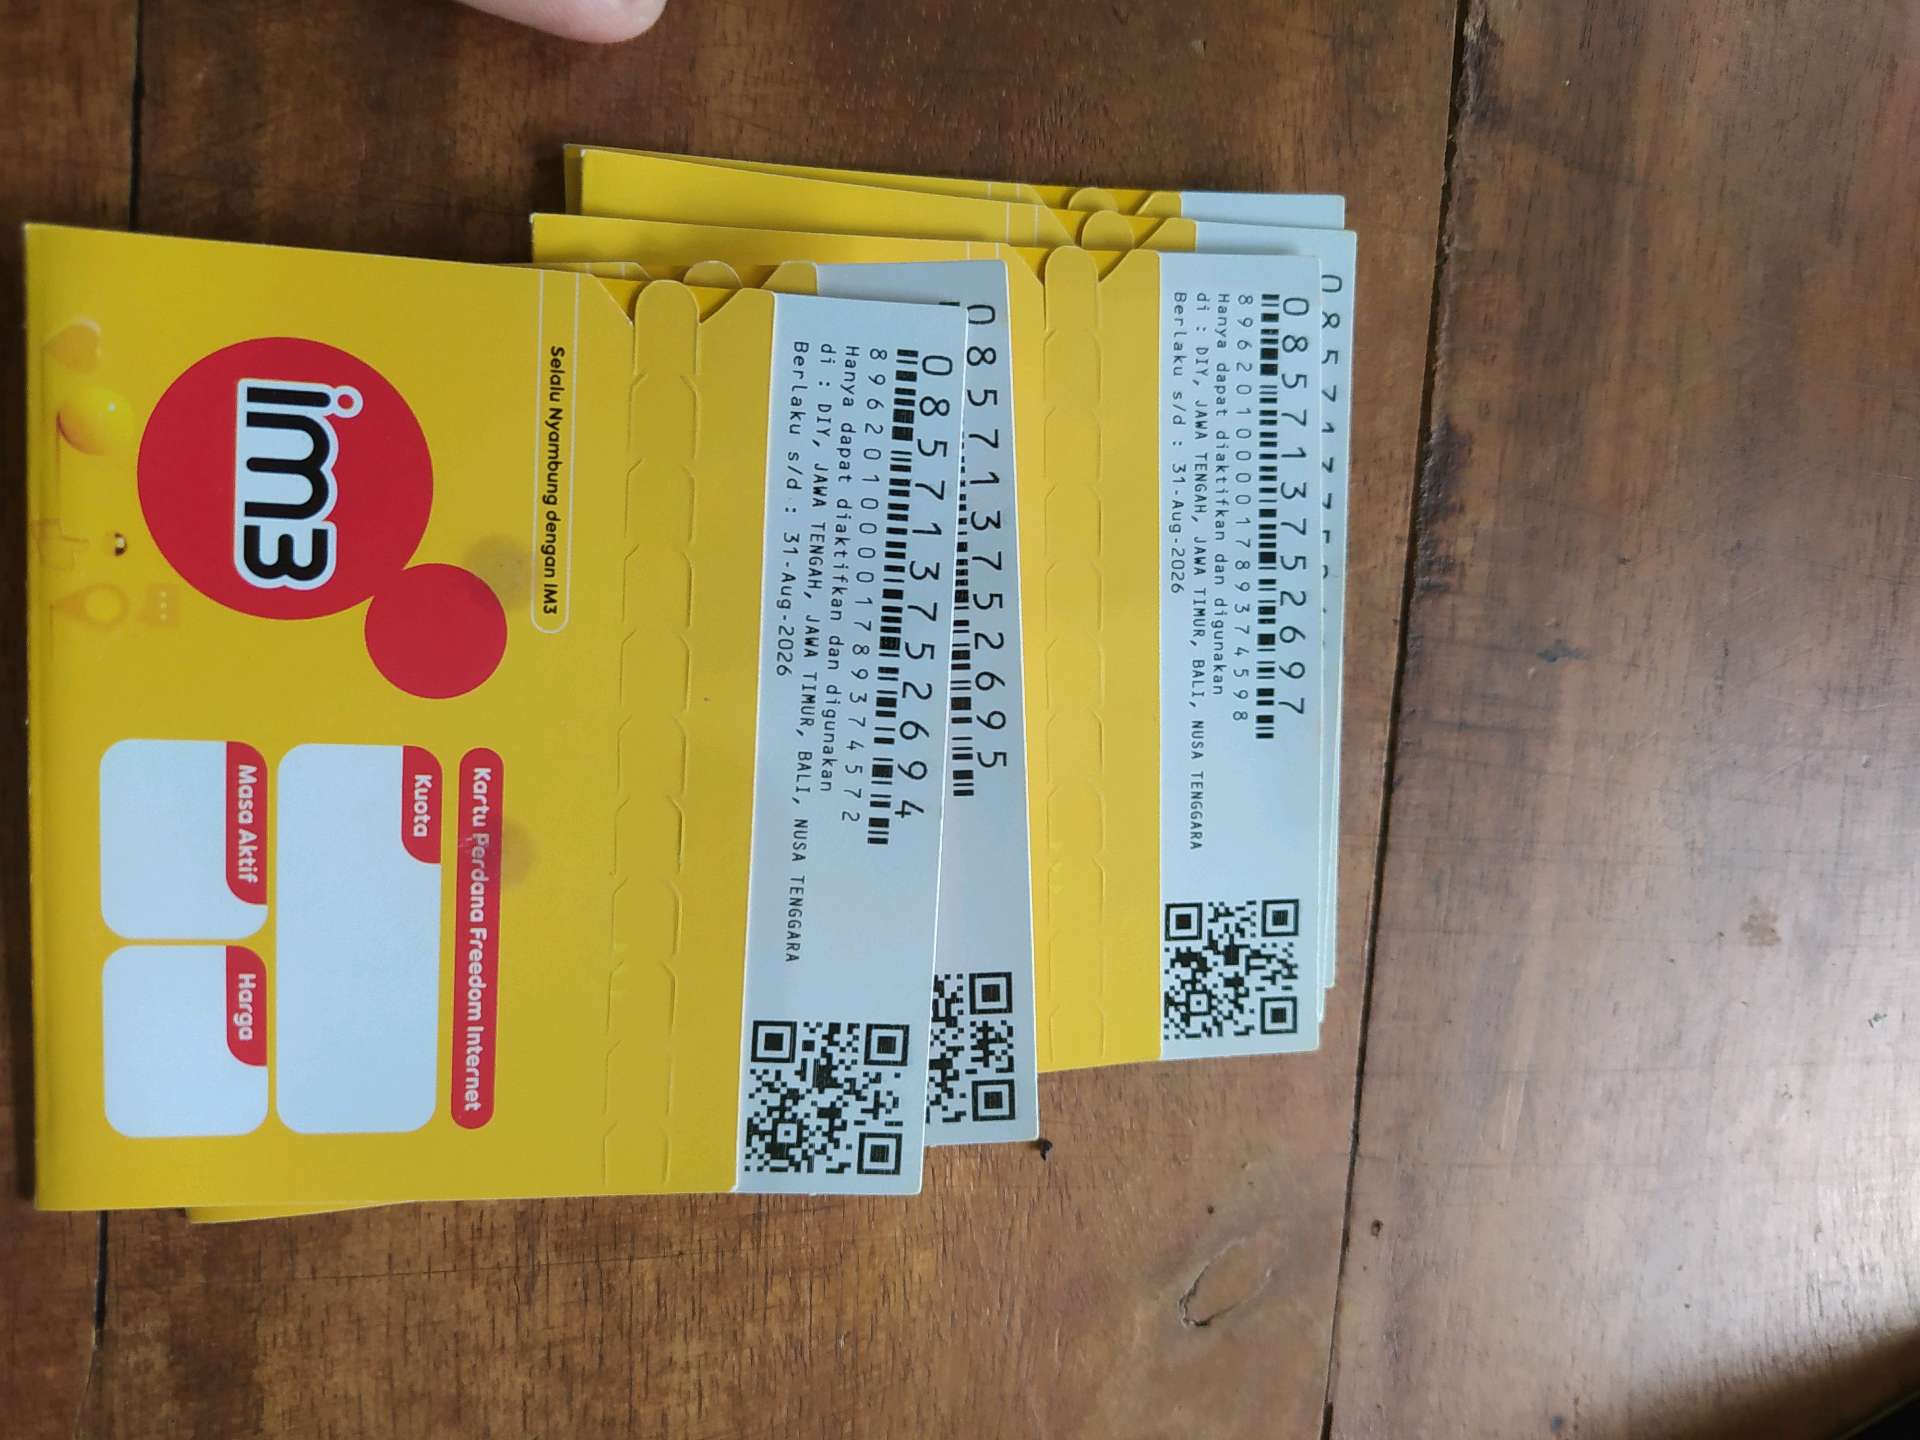 im3
Selalu Nyambung dengan IM3
Kartu Perdana Freedom Internet
Kuota
Masa Aktif
Harga
085713752694
89620100001789374572
Hanya dapat diaktifkan dan digunakan
di : DIY, JAWA TENGAH, JAWA TIMUR, BALI, NUSA TENGGARA
Berlaku s/d : 31-Aug-2026
085713752695
085713752697
89620100001789374598
Hanya dapat diaktifkan dan digunakan
di : DIY, JAWA TENGAH, JAWA TIMUR, BALI, NUSA TENGGARA
Berlaku s/d : 31-Aug-2026